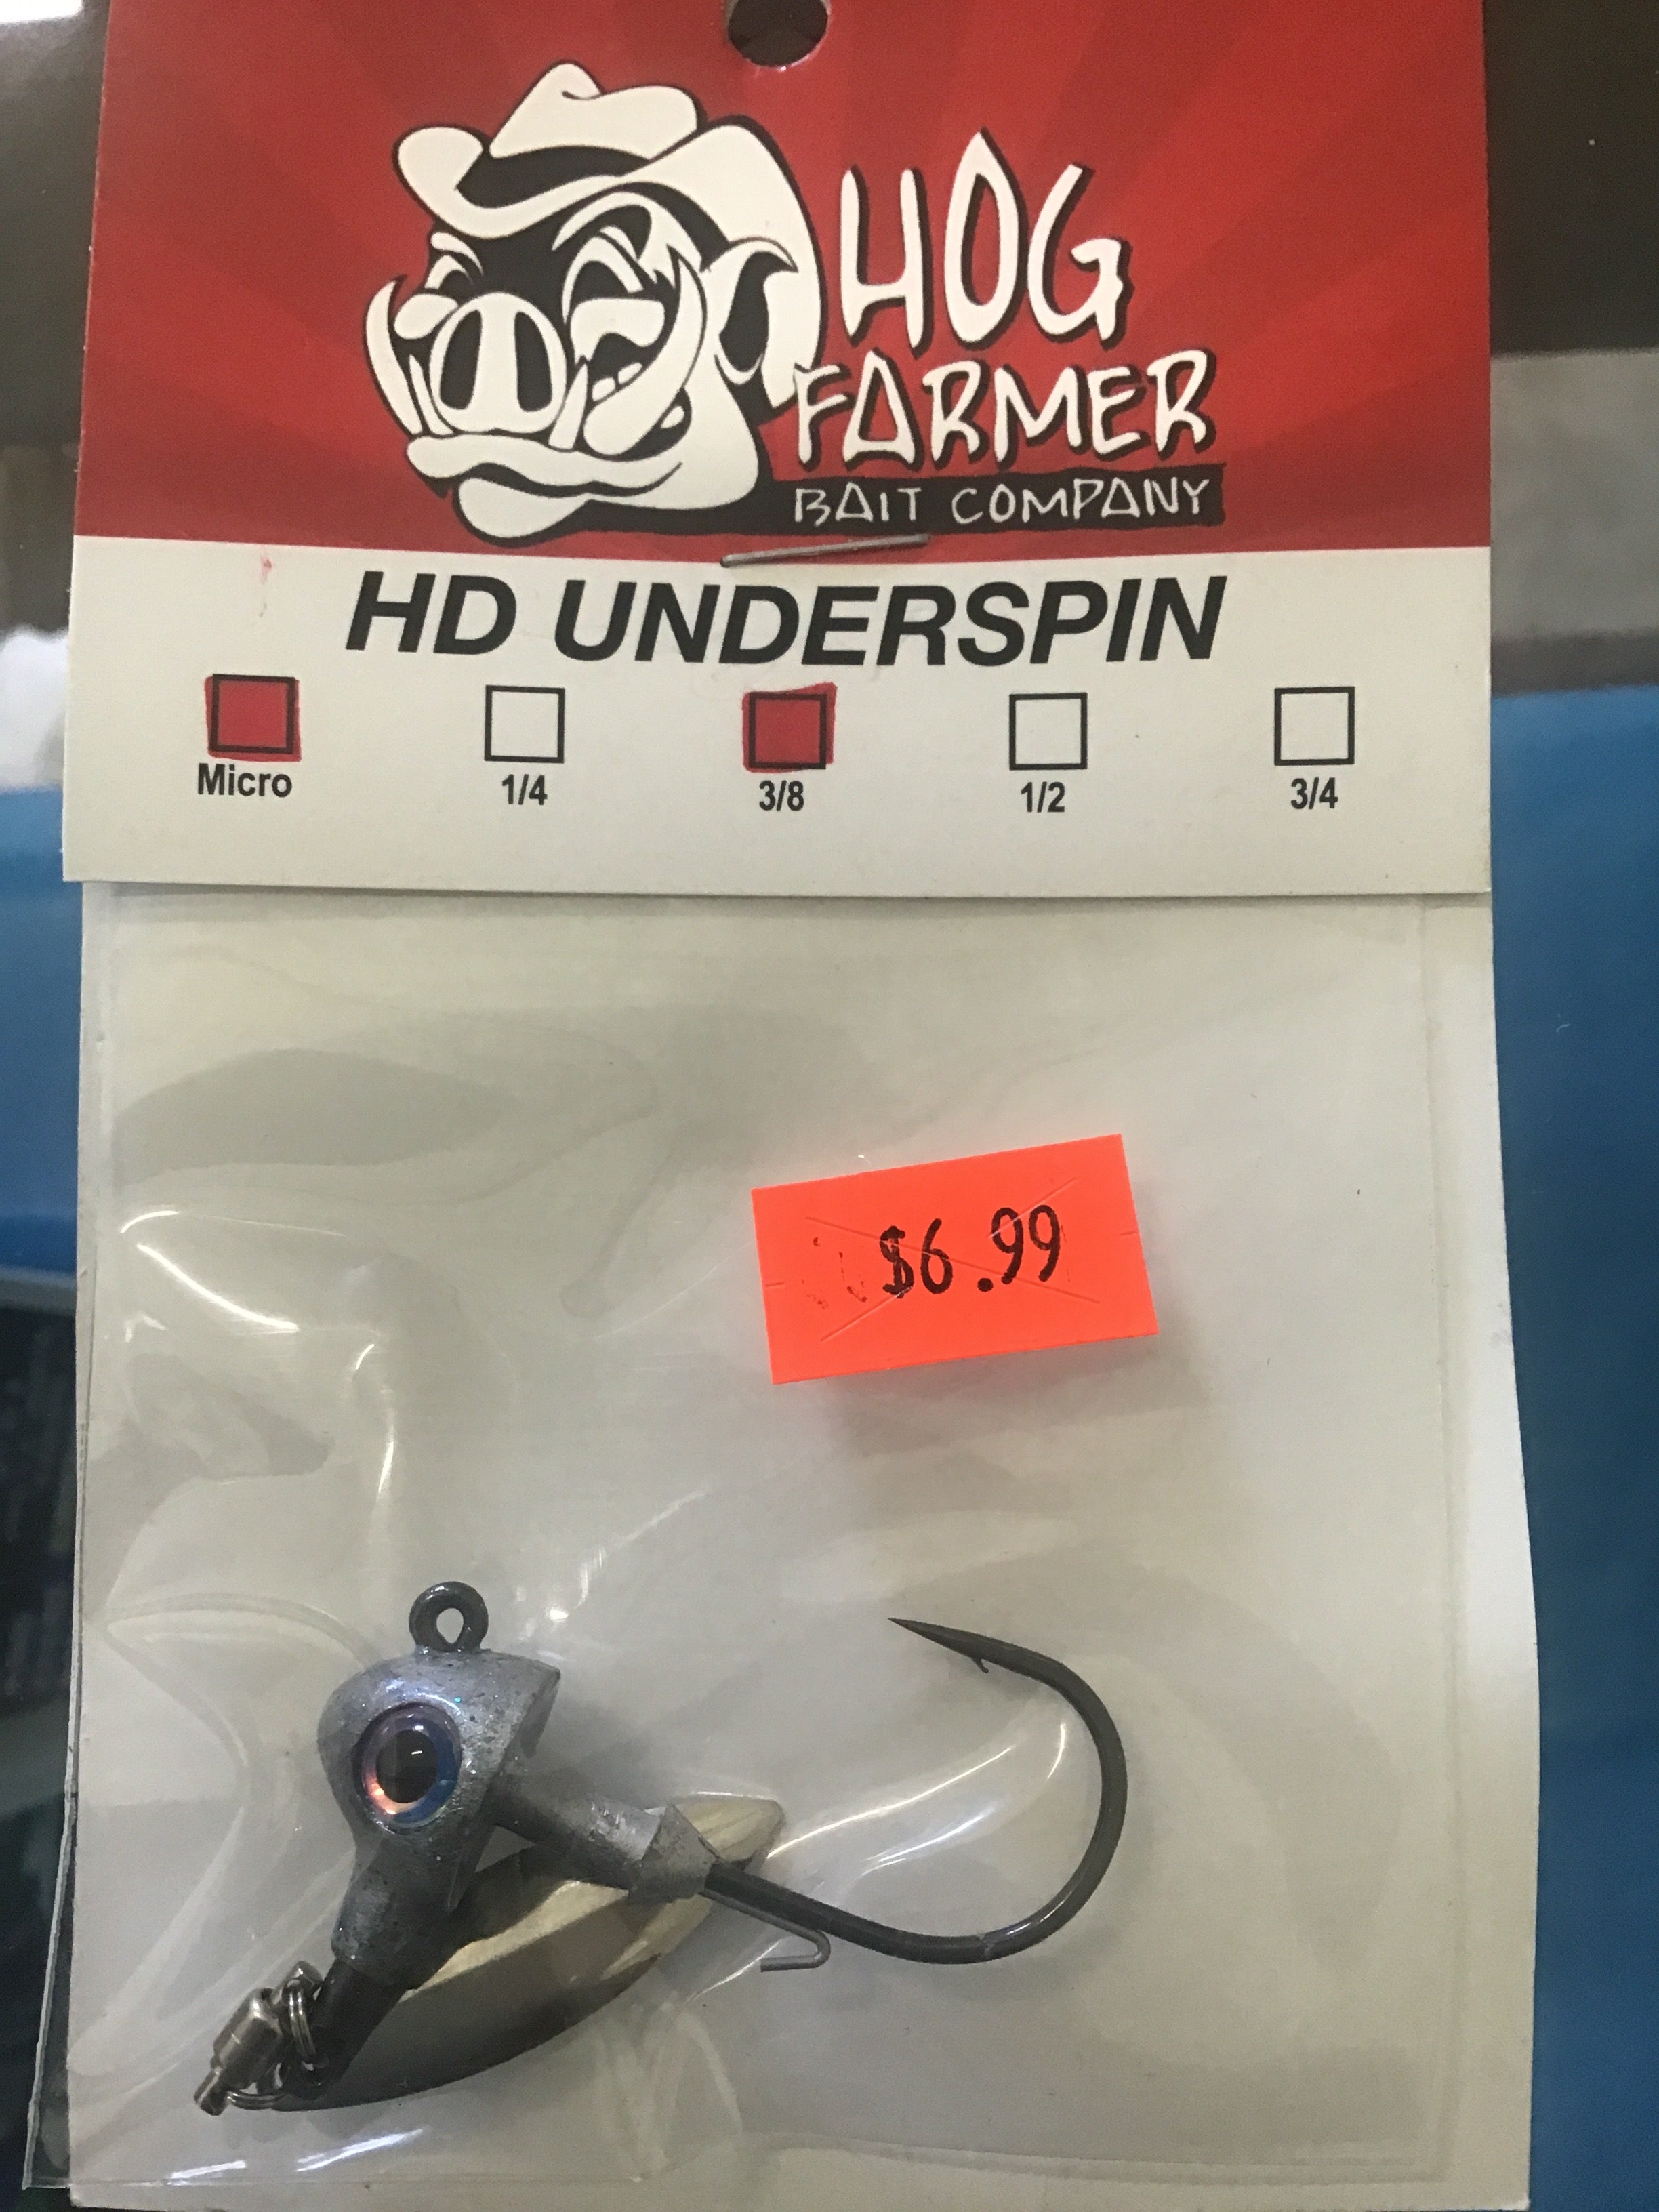 HOG
FARMER
BAIT COMPANY
HD UNDERSPIN
Micro 1/4 3/8 1/2 3/4
$6.99